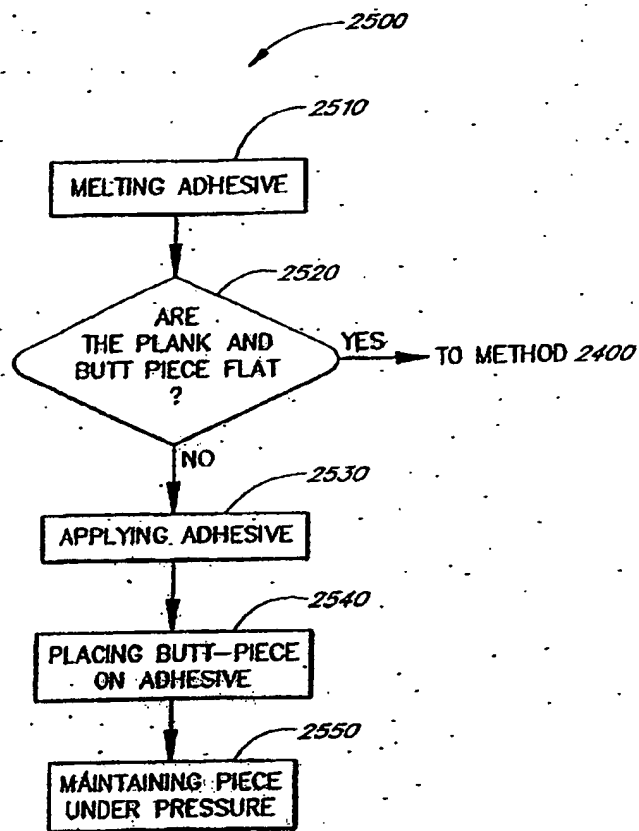 2500
2510
MELTING ADHESIVE
2520
ARE
THE PLANK AND
BUTT PIECE FLAT
?
YES
TO METHOD 2400
NO
2530
APPLYING ADHESIVE
2540
PLACING BUTT-PIECE
ON ADHESIVE
2550
MAINTAINING PIECE
UNDER PRESSURE